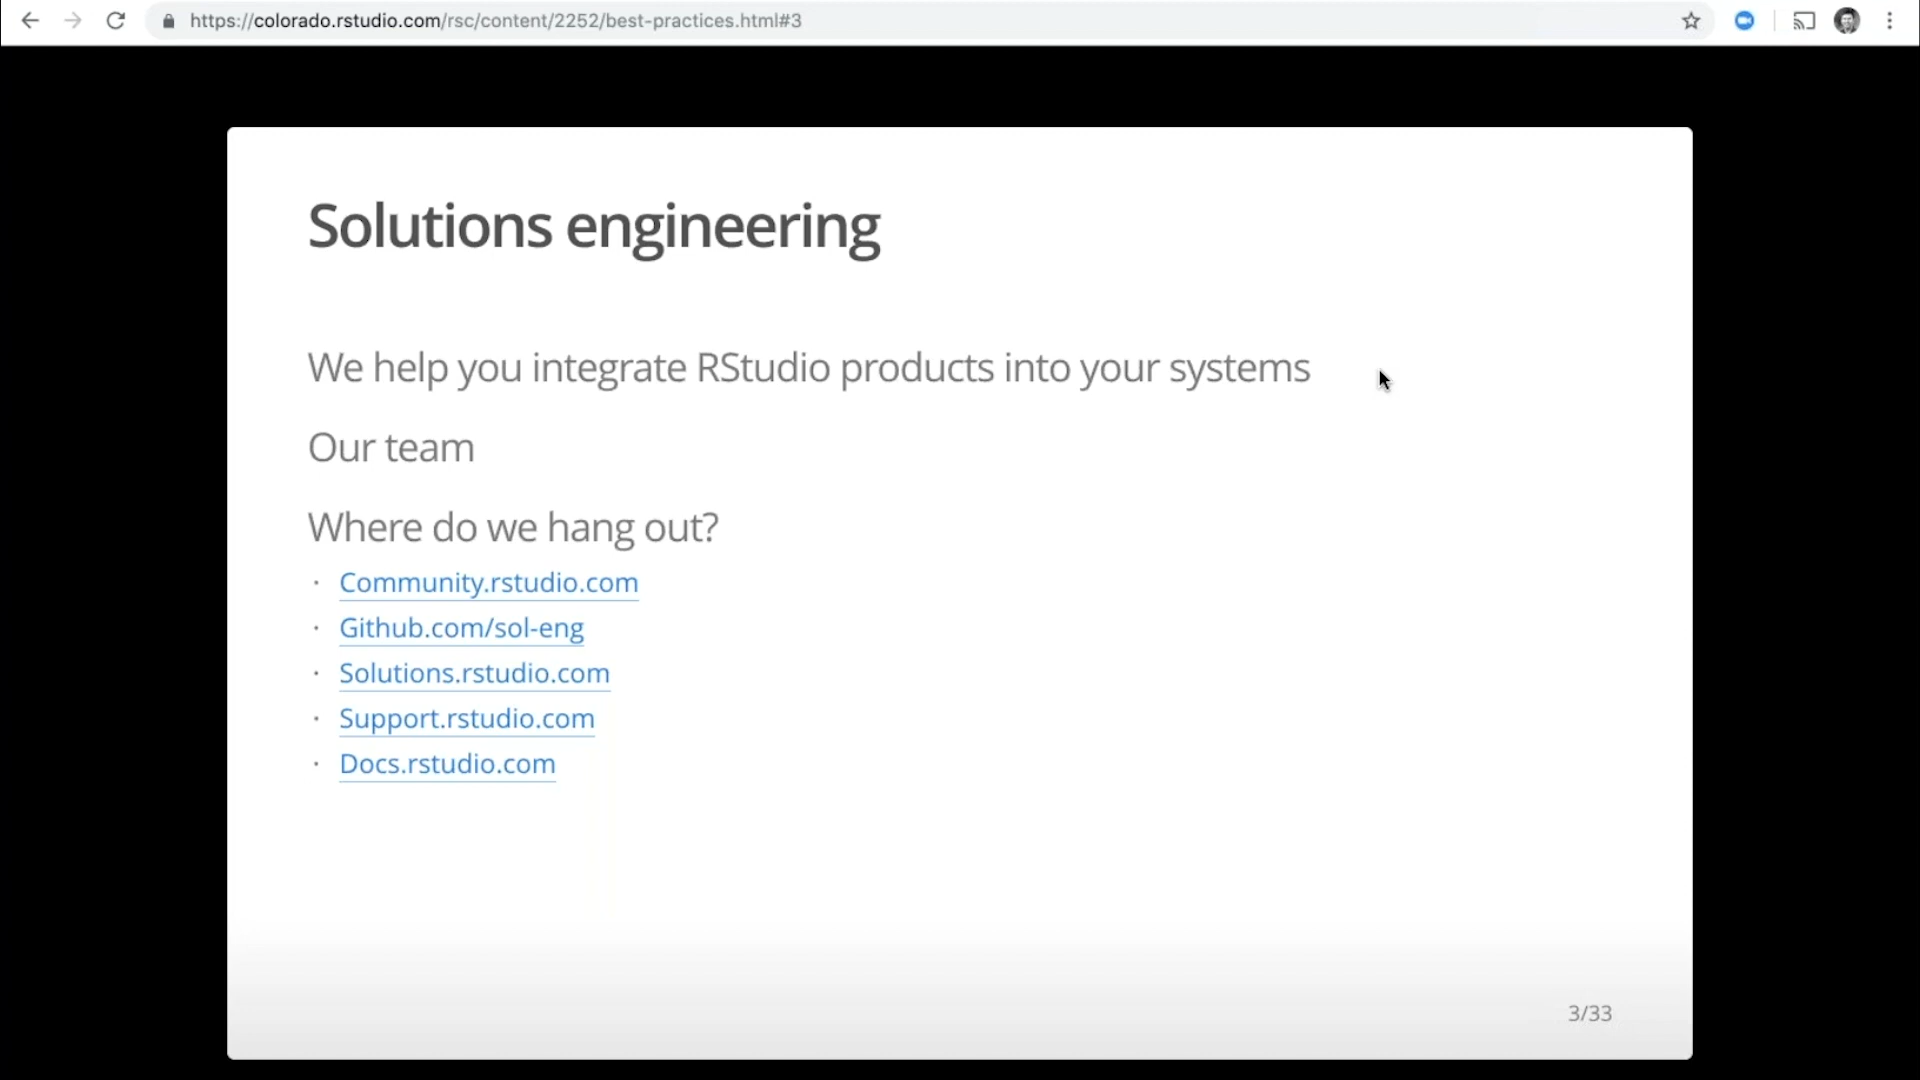 https://colorado.rstudio.com/rsc/content/2252/best-practices.html#3
Solutions engineering
We help you integrate RStudio products into your systems
Our team
Where do we hang out?
· Community.rstudio.com
· Github.com/sol-eng
· Solutions.rstudio.com
· Support.rstudio.com
· Docs.rstudio.com
3/33